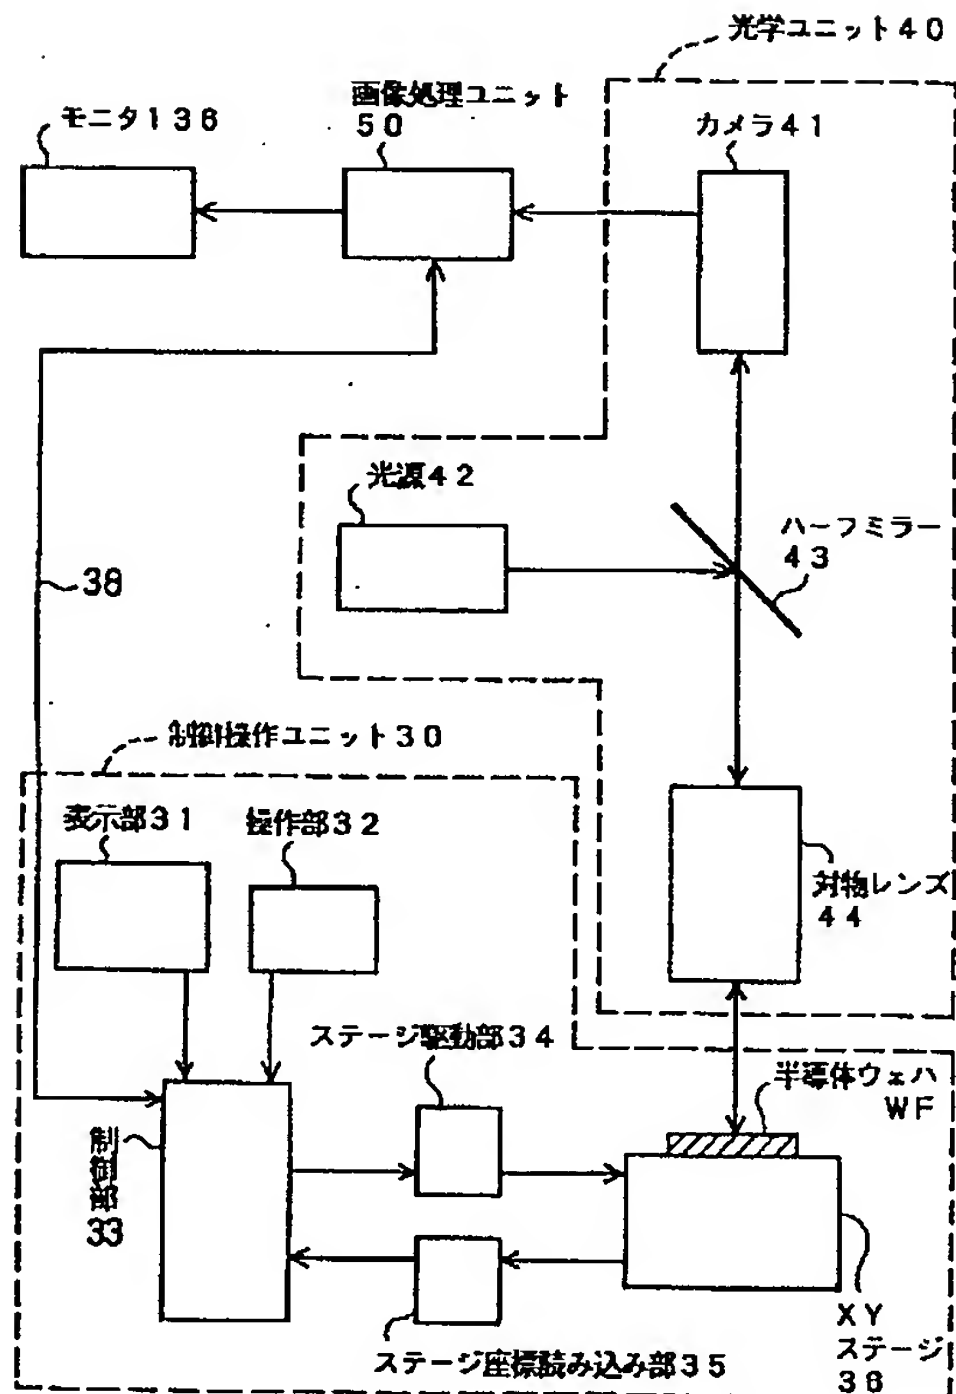 光学ユニット40
モニタ136
画像処理ユニット
50
カメラ41
光源42
ハーフミラー
43
38
制御操作ユニット30
表示部31
操作部32
対物レンズ
44
ステージ駆動部34
半導体ウェハ
WF
制御部
33
XY
ステージ
36
ステージ座標読み込み部35